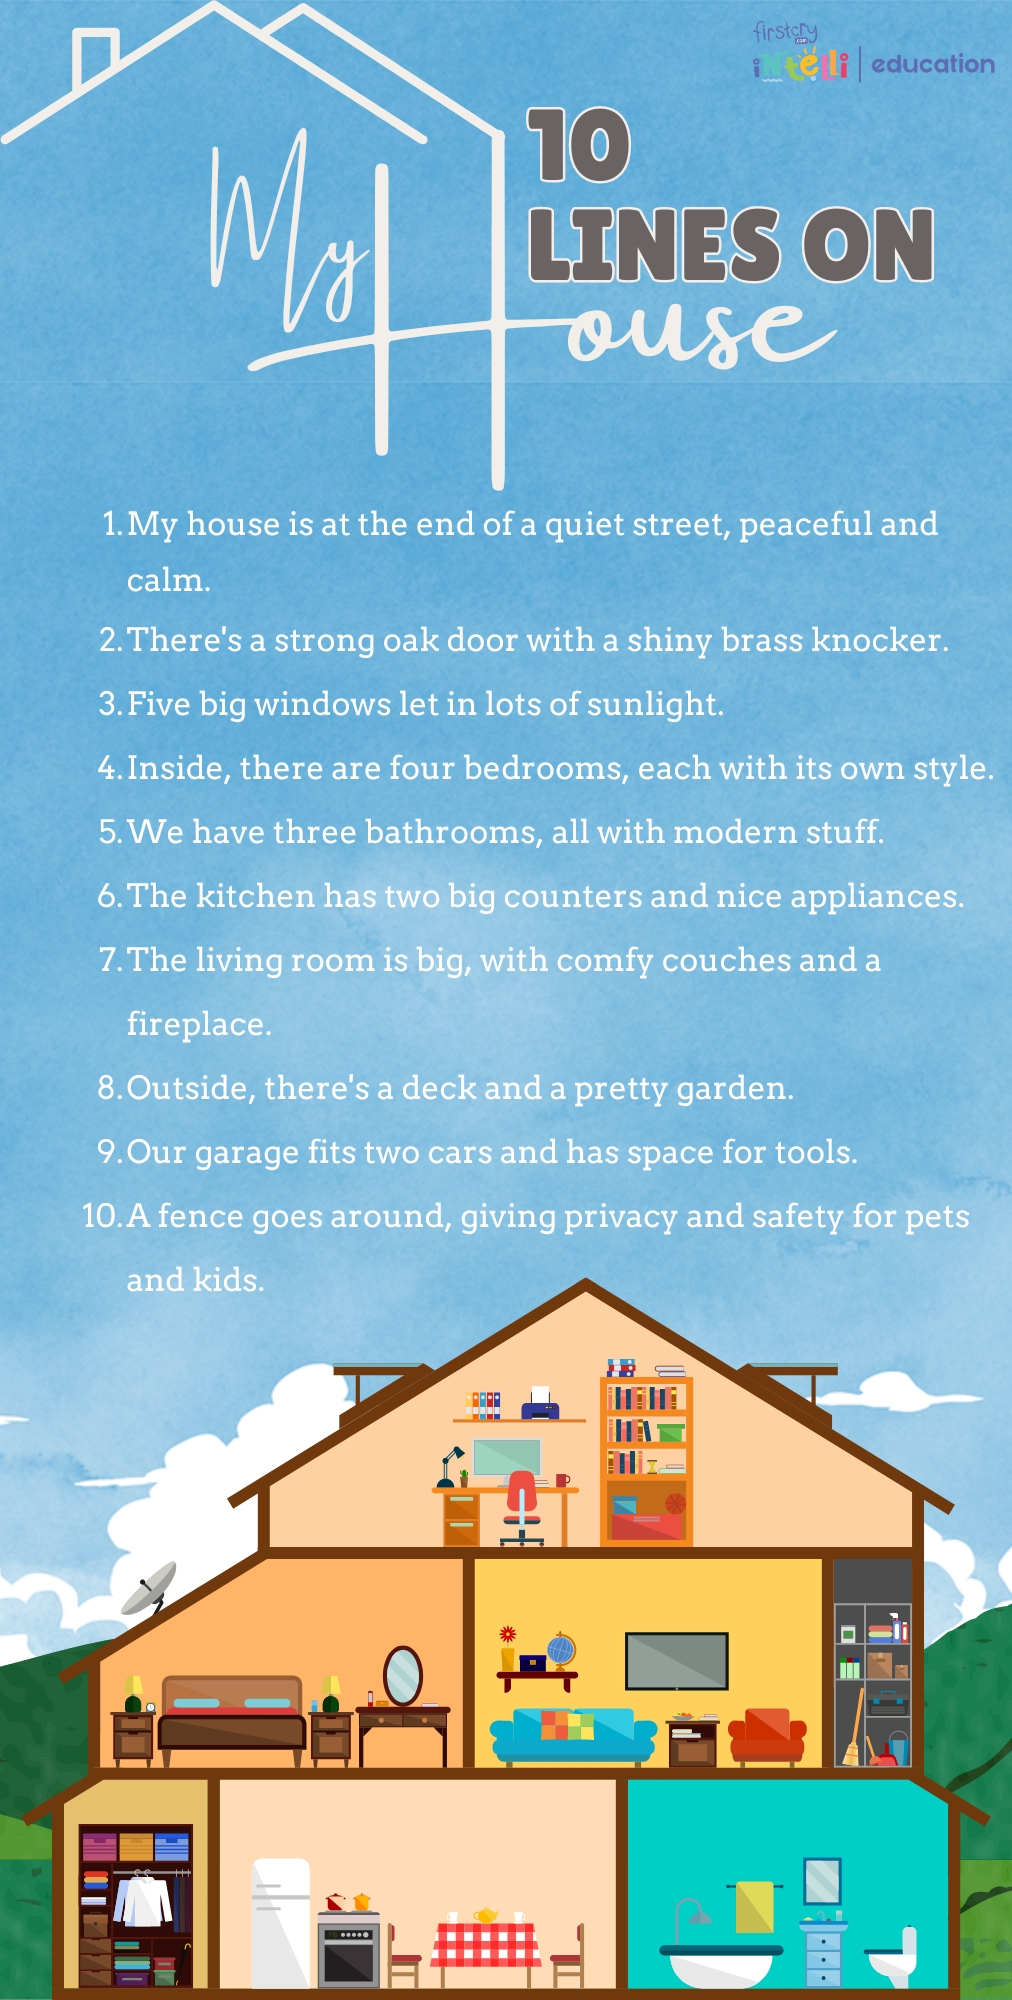 firstcry
.com
iNtelli | education
10
LINES ON
My House
1. My house is at the end of a quiet street, peaceful and
calm.
2. There's a strong oak door with a shiny brass knocker.
3. Five big windows let in lots of sunlight.
4. Inside, there are four bedrooms, each with its own style.
5. We have three bathrooms, all with modern stuff.
6. The kitchen has two big counters and nice appliances.
7. The living room is big, with comfy couches and a
fireplace.
8. Outside, there's a deck and a pretty garden.
9. Our garage fits two cars and has space for tools.
10. A fence goes around, giving privacy and safety for pets
and kids.